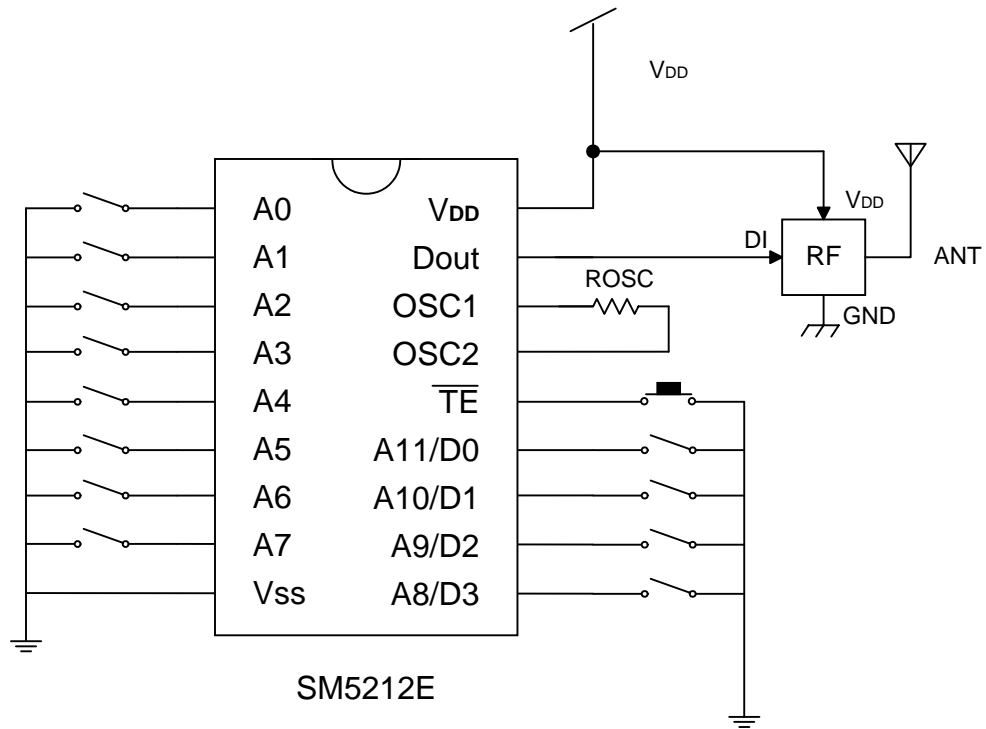 VDD
A0 VDD
VDD
A1 Dout
DI RF ANT
ROSC
A2 OSC1
GND
A3 OSC2
A4 TE
A5 A11/D0
A6 A10/D1
A7 A9/D2
Vss A8/D3
SM5212E